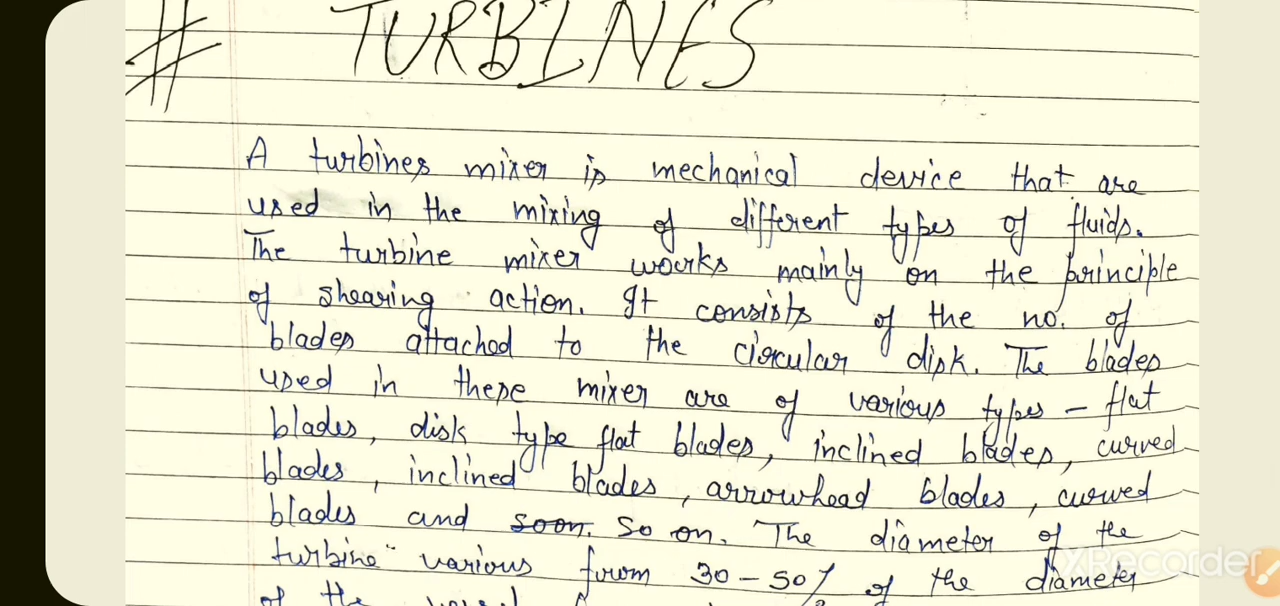 # TURBINES
A turbines mixer is mechanical device that are
used in the mixing of different types of fluids.
The turbine mixer works mainly on the principle
of shearing action. It consists of the no. of
blades attached to the circular disk. The blades
used in these mixer are of various types - flat
blades, disk type flat blades, inclined blades, curved
blades, inclined blades, arrowhead blades, curved
blades and soon. So on. The diameter of the
turbine various from 30-50% of the diameter
of the
XRecorder